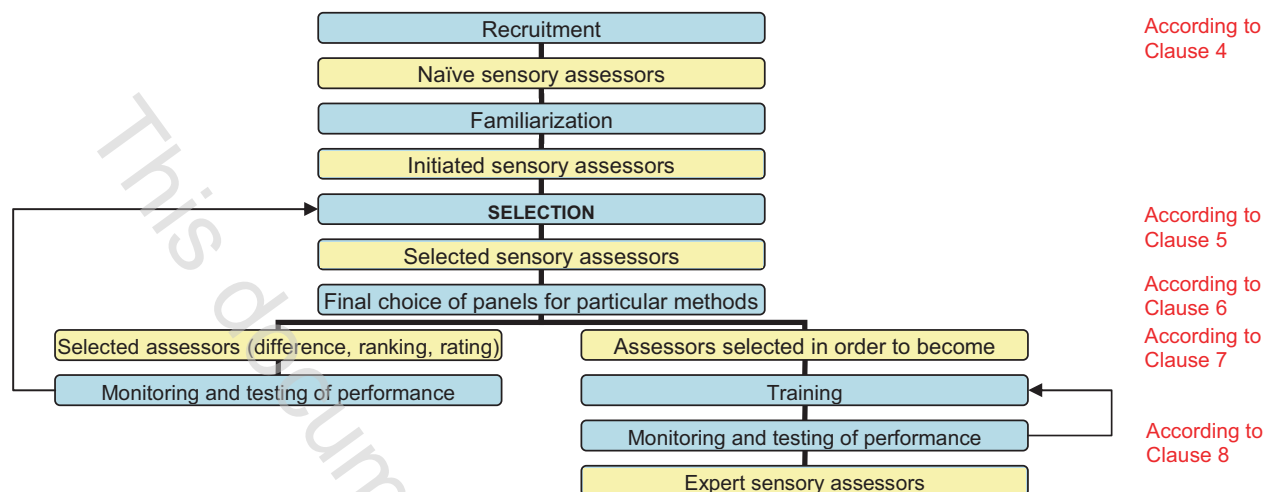 Recruitment
According to
Clause 4
Naïve sensory assessors
Familiarization
Initiated sensory assessors
SELECTION
According to
Clause 5
Selected sensory assessors
Final choice of panels for particular methods
According to
Clause 6
Selected assessors (difference, ranking, rating)
Assessors selected in order to become
According to
Clause 7
Monitoring and testing of performance
Training
Monitoring and testing of performance
According to
Clause 8
Expert sensory assessors
This docum